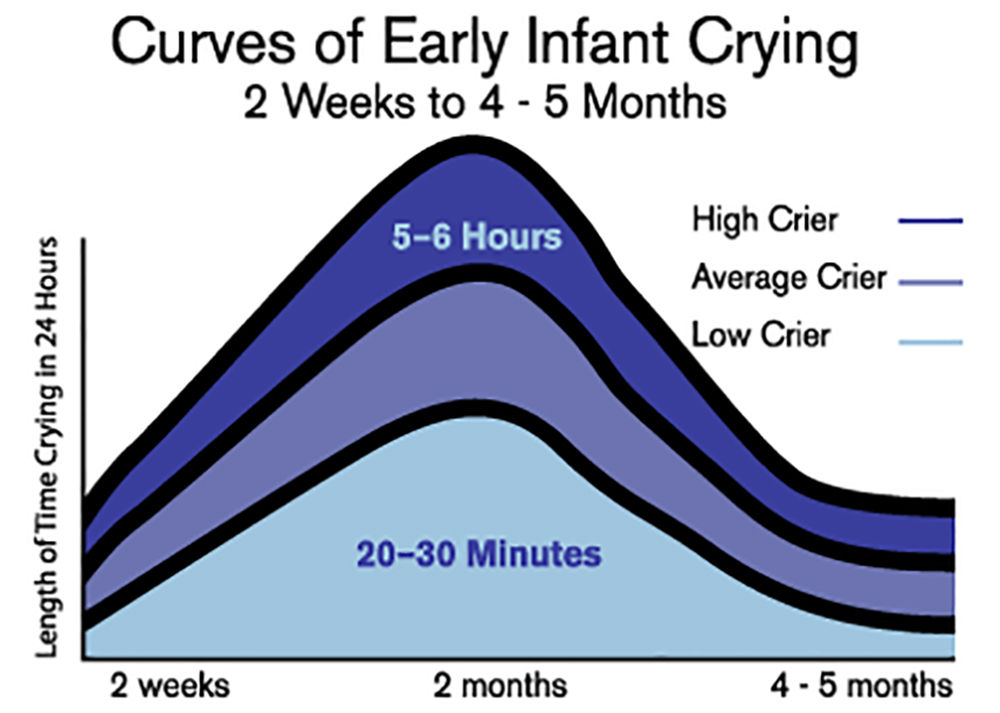 Curves of Early Infant Crying
2 Weeks to 4 - 5 Months
5–6 Hours
High Crier
Average Crier
Low Crier
Length of Time Crying in 24 Hours
20–30 Minutes
2 weeks
2 months
4 - 5 months